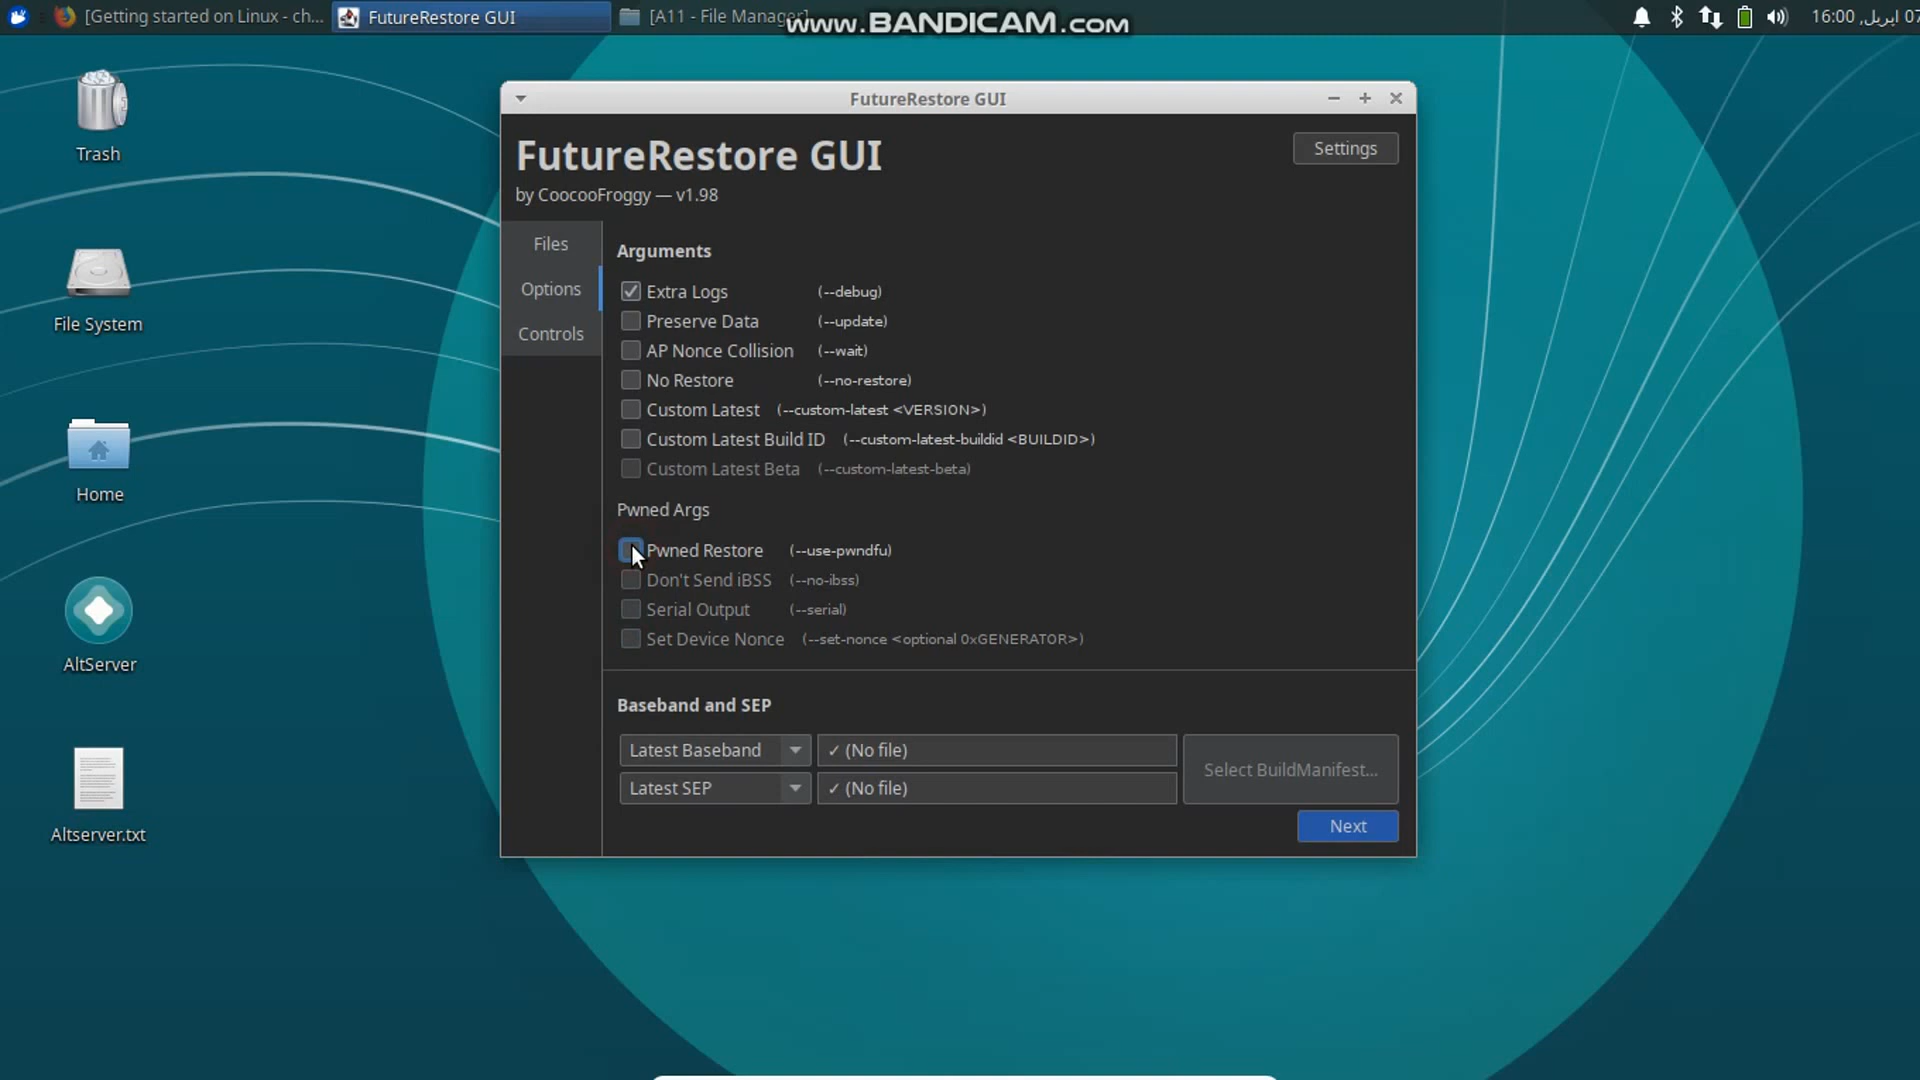 [Getting started on Linux - ch...
FutureRestore GUI
[A11 - File Manager]
www.BANDICAM.com
16:00 ,اپریل 07
Trash
File System
Home
AltServer
Altserver.txt
FutureRestore GUI
FutureRestore GUI
Settings
by CoocooFroggy — v1.98
Files
Options
Controls
Arguments
Extra Logs (--debug)
Preserve Data (--update)
AP Nonce Collision (--wait)
No Restore (--no-restore)
Custom Latest (--custom-latest <VERSION>)
Custom Latest Build ID (--custom-latest-buildid <BUILDID>)
Custom Latest Beta (--custom-latest-beta)
Pwned Args
Pwned Restore (--use-pwndfu)
Don't Send iBSS (--no-ibss)
Serial Output (--serial)
Set Device Nonce (--set-nonce <optional 0xGENERATOR>)
Baseband and SEP
Latest Baseband ✓ (No file)
Latest SEP ✓ (No file)
Select BuildManifest...
Next